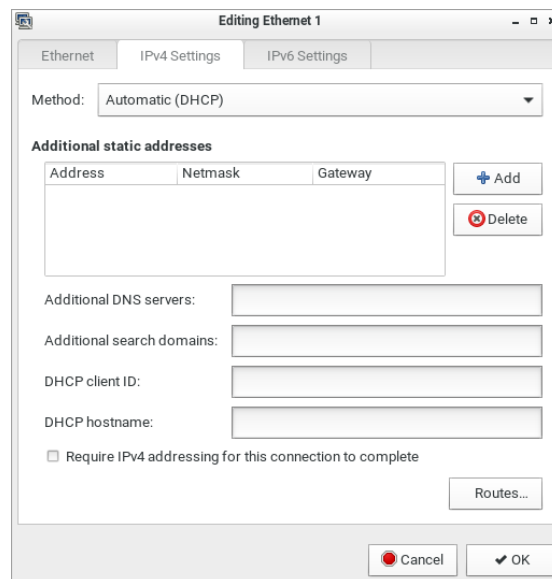 Editing Ethernet 1
Ethernet IPv4 Settings IPv6 Settings
Method: Automatic (DHCP)
Additional static addresses
Address Netmask Gateway
Add
Delete
Additional DNS servers:
Additional search domains:
DHCP client ID:
DHCP hostname:
Require IPv4 addressing for this connection to complete
Routes...
Cancel OK